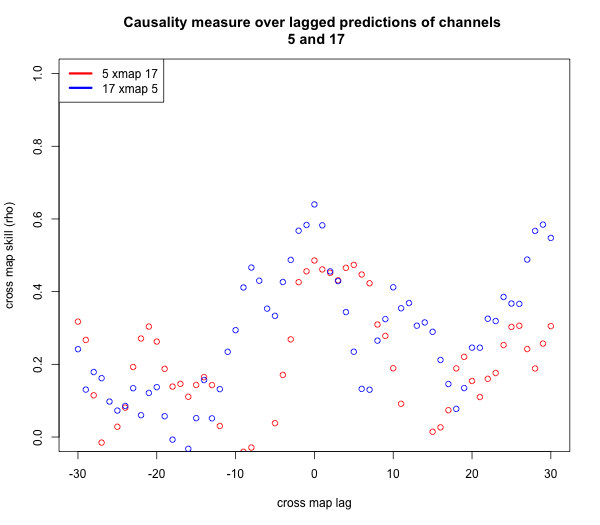 Causality measure over lagged predictions of channels
5 and 17
5 xmap 17
17 xmap 5
cross map skill (rho)
1.0
0.8
0.6
0.4
0.2
0.0
-30 -20 -10 0 10 20 30
cross map lag